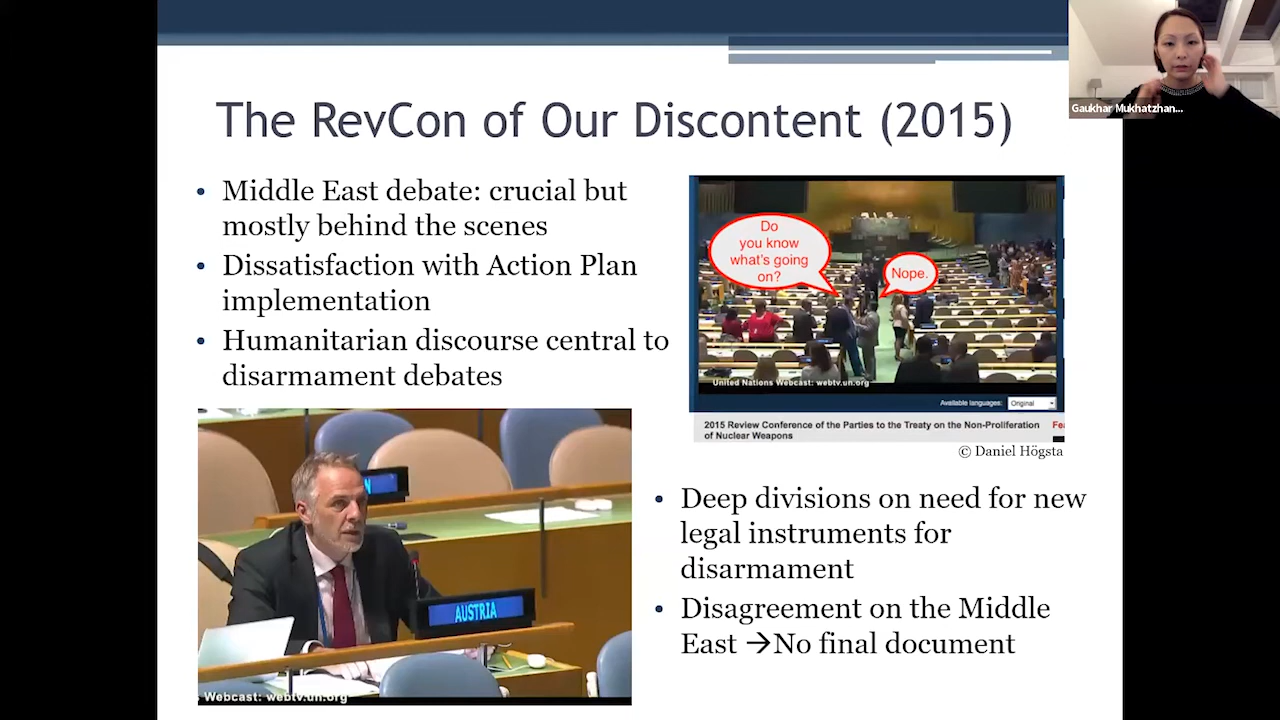 Gaukhar Mukhatzhan...
The RevCon of Our Discontent (2015)
• Middle East debate: crucial but
mostly behind the scenes
• Dissatisfaction with Action Plan
implementation
• Humanitarian discourse central to
disarmament debates
Do
you know
what's going
on?
Nope.
United Nations Webcast: webtv.un.org
Available languages:
Original
2015 Review Conference of the Parties to the Treaty on the Non-Proliferation
of Nuclear Weapons
© Daniel Högsta
AUSTRIA
Webcast: webtv.un.org
• Deep divisions on need for new
legal instruments for
disarmament
• Disagreement on the Middle
East →No final document